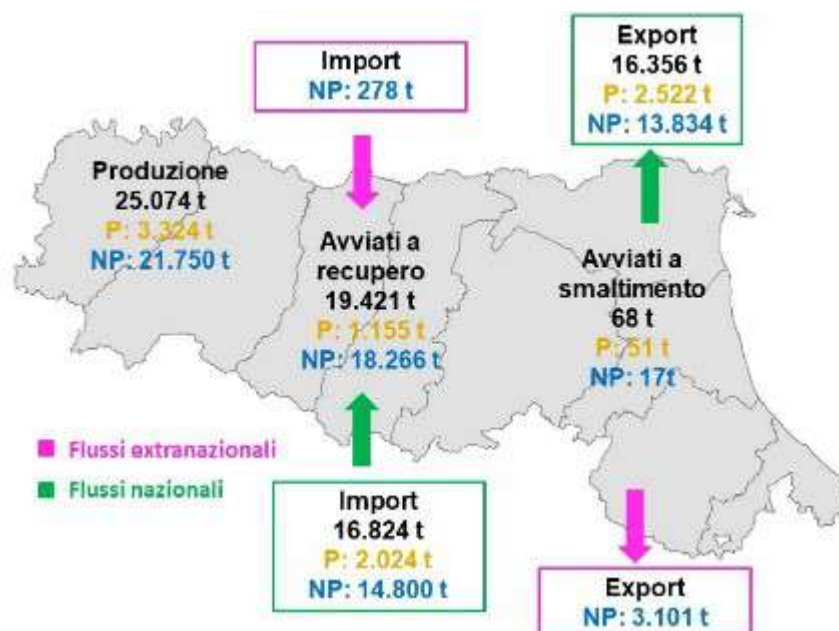 Import
NP: 278 t
Export
16.356 t
P: 2.522 t
NP: 13.834 t
Produzione
25.074 t
P: 3.324 t
NP: 21.750 t
Avviati a
recupero
19.421 t
P: 1.155 t
NP: 18.266 t
Avviati a
smaltimento
68 t
P: 51 t
NP: 17t
Flussi extranazionali
Flussi nazionali
Import
16.824 t
P: 2.024 t
NP: 14.800 t
Export
NP: 3.101 t